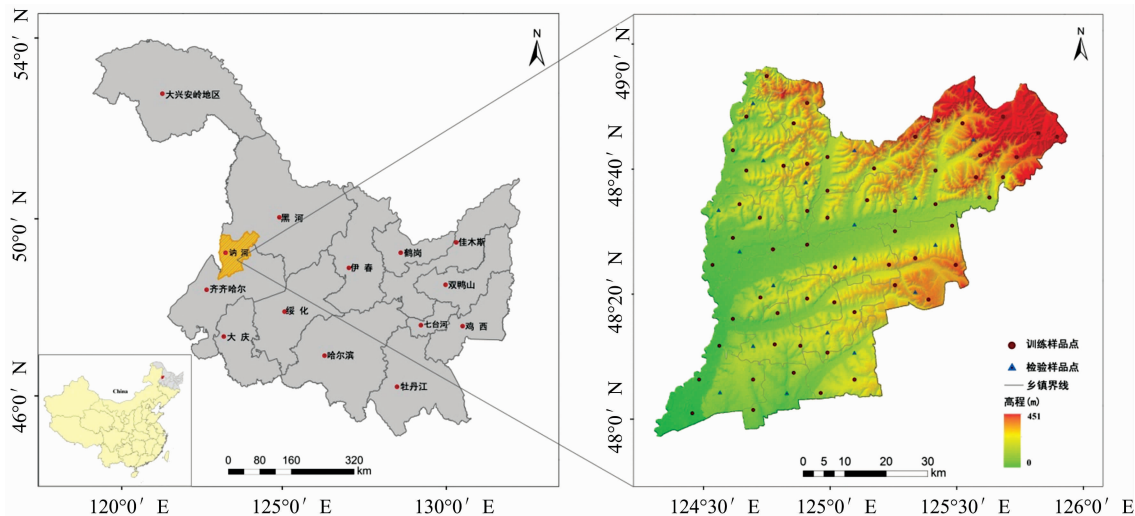 54°0′ N
50°0′ N
46°0′ N
N
大兴安岭地区
黑 河
讷 河
齐齐哈尔
大 庆
绥 化
伊 春
鹤岗
佳木斯
双鸭山
七台河
鸡 西
哈尔滨
牡丹江
China
0 80 160 320
km
120°0′ E 125°0′ E 130°0′ E
49°0′ N
48°40′ N
48°20′ N
48°0′ N
N
训练样品点
检验样品点
乡镇界线
高程(m)
451
0
0 5 10 20 30
km
124°30′ E 125°0′ E 125°30′ E 126°0′ E